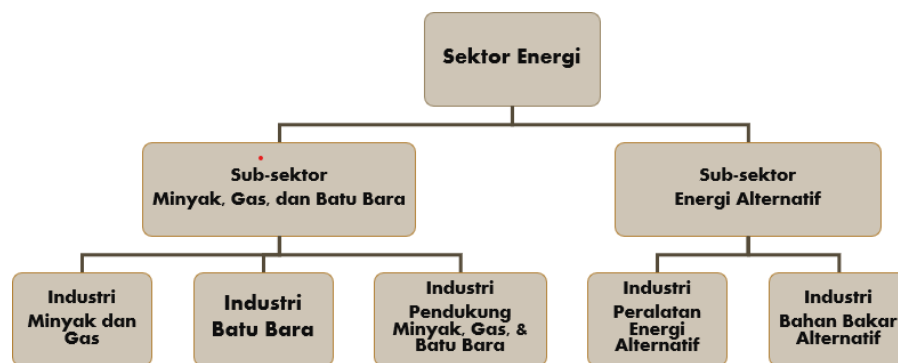 Sektor Energi
Sub-sektor
Minyak, Gas, dan Batu Bara
Sub-sektor
Energi Alternatif
Industri
Minyak dan
Gas
Industri
Batu Bara
Industri
Pendukung
Minyak, Gas, &
Batu Bara
Industri
Peralatan
Energi
Alternatif
Industri
Bahan Bakar
Alternatif